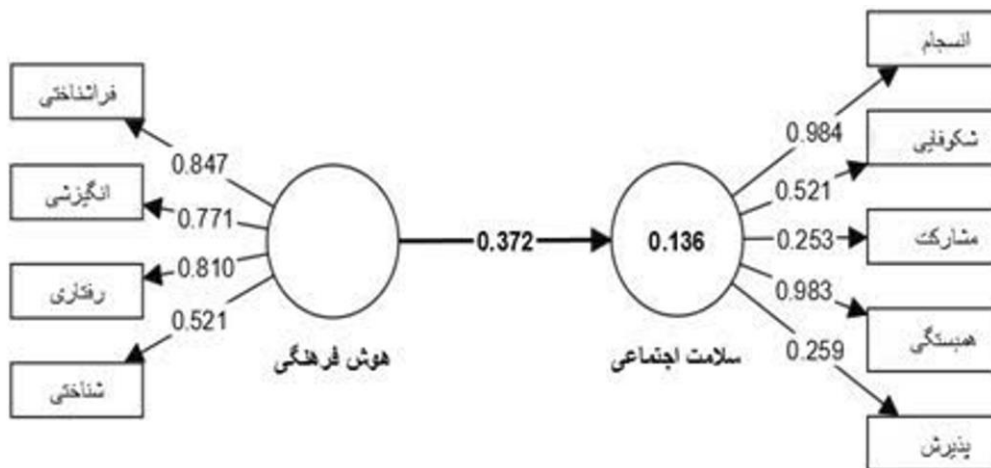 انسجام
فراشناختی
0.984
شکوفایی
0.847
انگیزشی
0.521
0.771
0.372
0.136
0.253
مشارکت
0.810
رفتاری
0.983
0.521
همبستگی
هوش فرهنگی
سلامت اجتماعی
0.259
شناختی
پذیرش